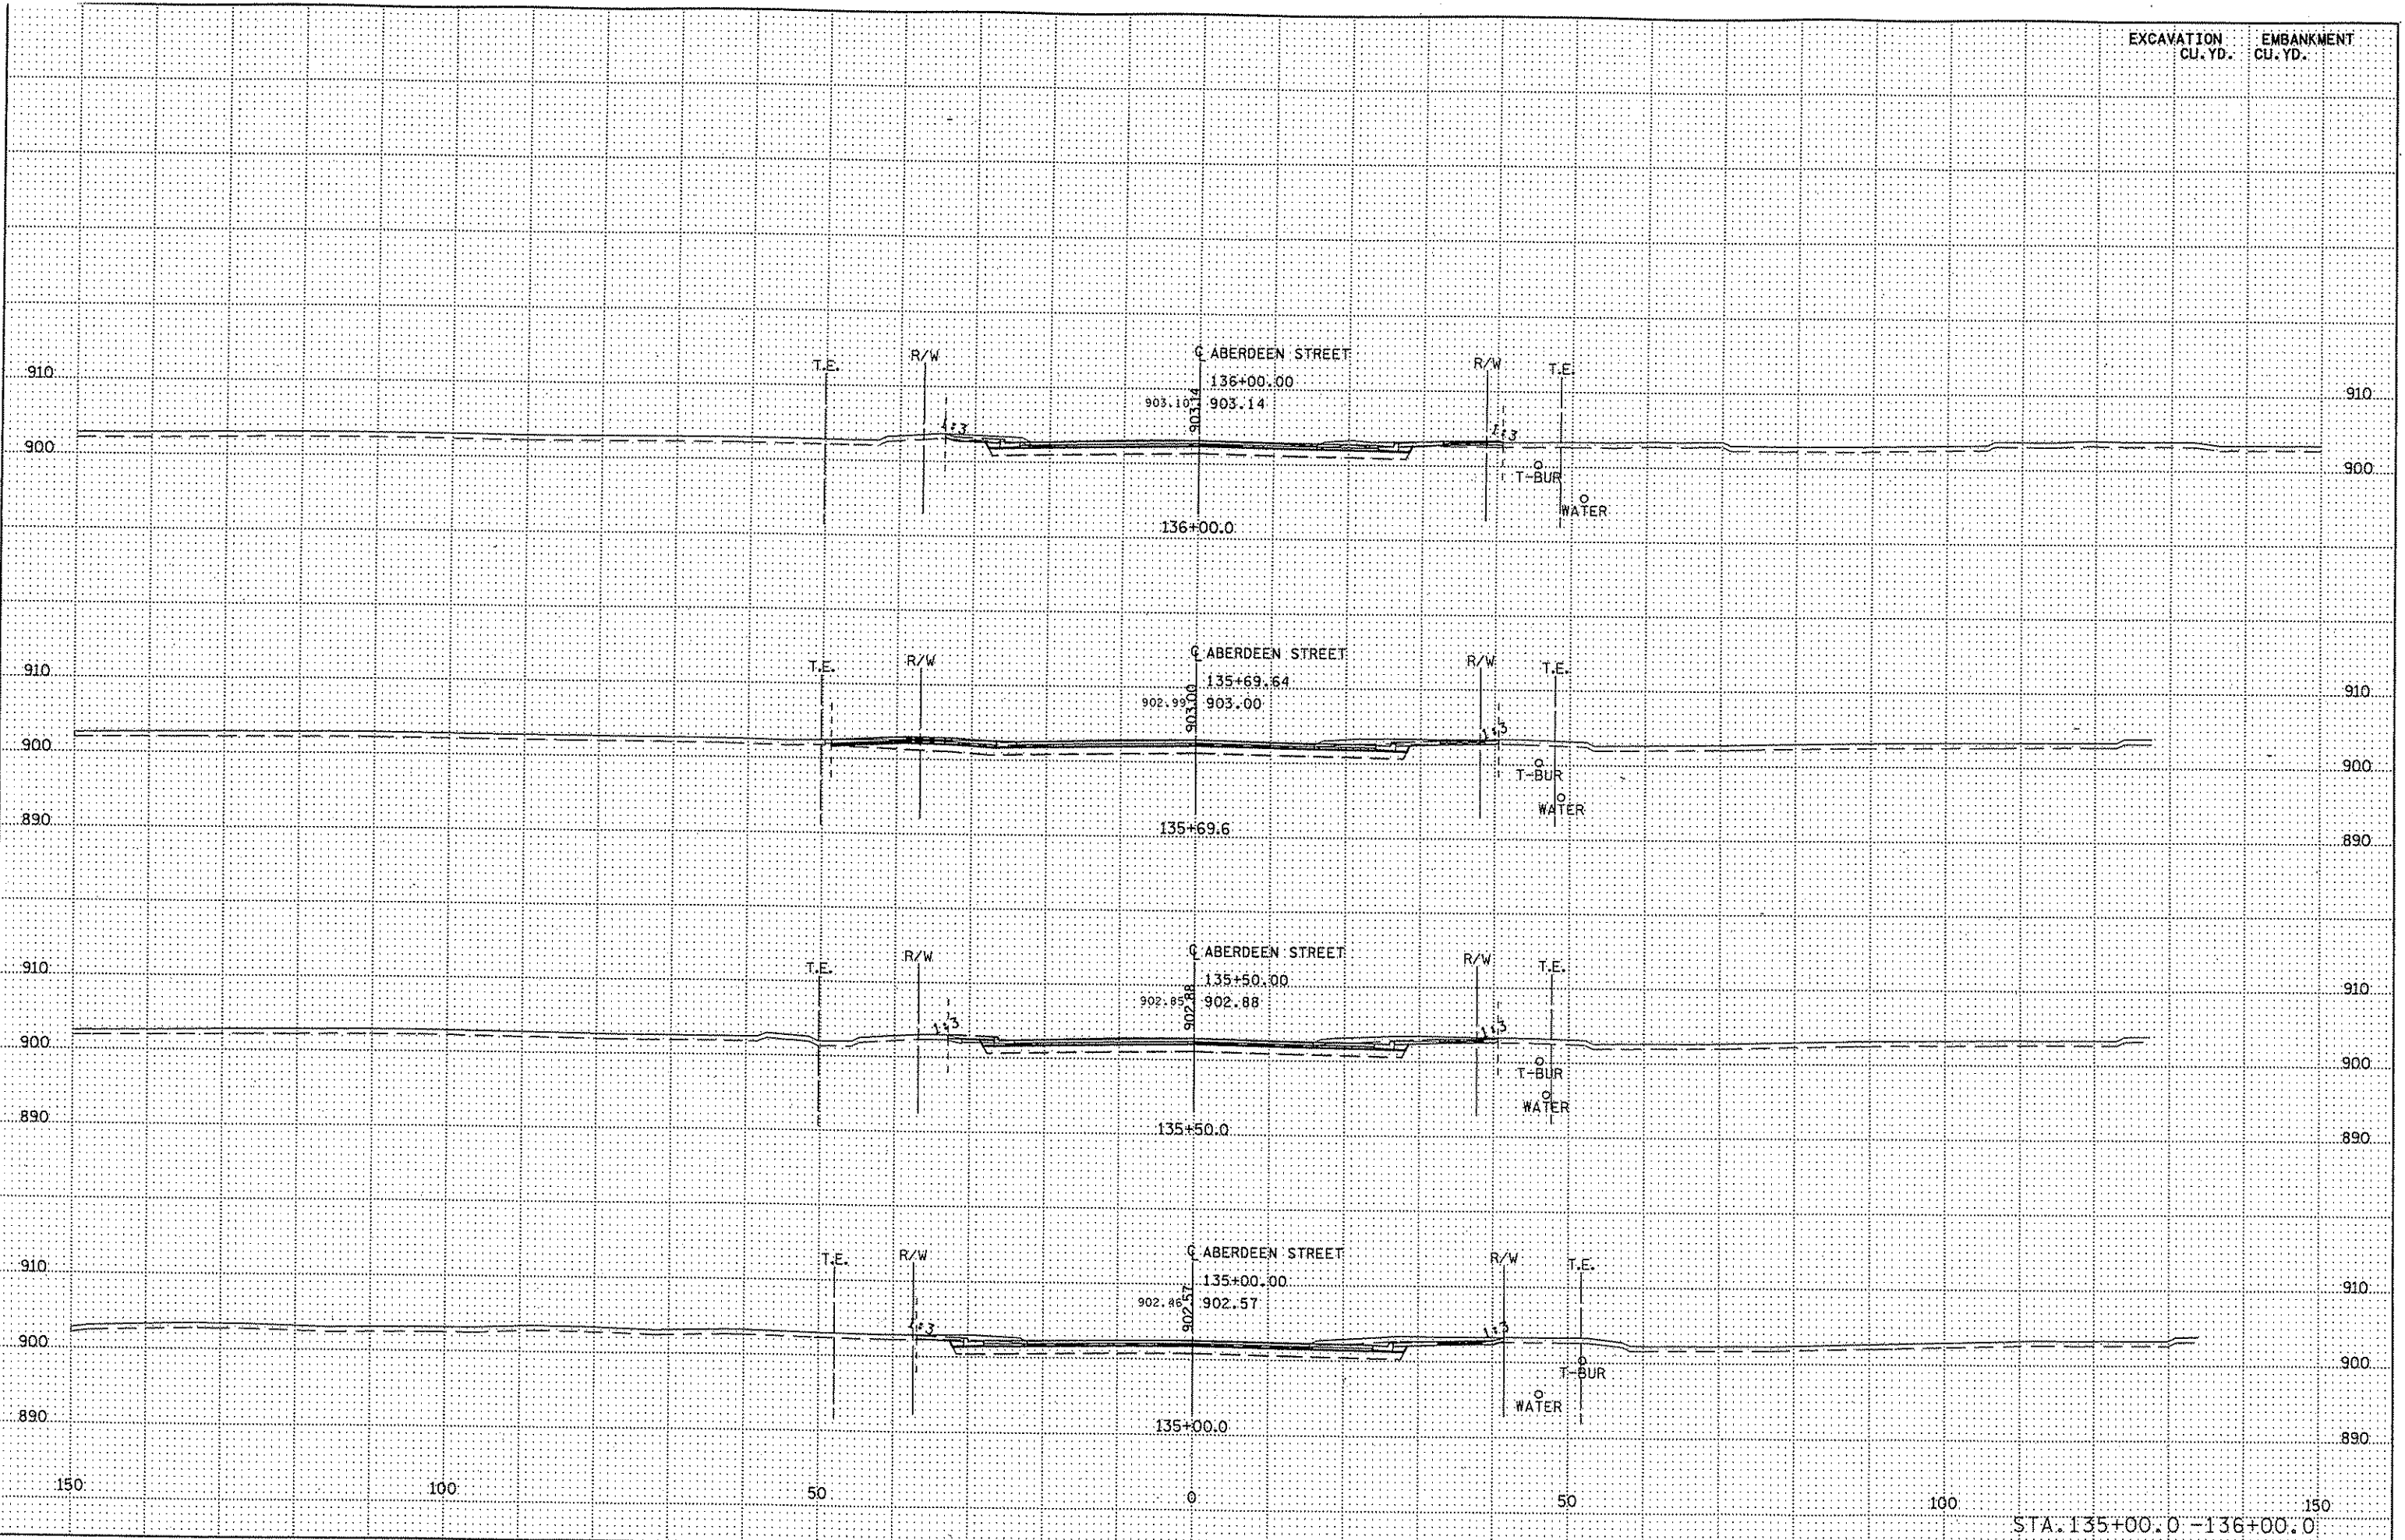 EXCAVATION EMBANKMENT
CU.YD. CU.YD.
℄ ABERDEEN STREET
T.E. R/W R/W T.E.
910 136+00.00 910
903.10 903.14 903.14
1:3 1:3
900 900
T-BUR
WATER
136+00.0
℄ ABERDEEN STREET
T.E. R/W R/W T.E.
910 135+69.64 910
902.99 903.00 903.00
1:3
900 900
T-BUR
WATER
890 135+69.6 890
℄ ABERDEEN STREET
T.E. R/W R/W T.E.
910 135+50.00 910
902.85 902.88 902.88
1:3 1:3
900 900
T-BUR
WATER
890 135+50.0 890
℄ ABERDEEN STREET
T.E. R/W R/W T.E.
910 135+00.00 910
902.46 902.57 902.57
1:3 1:3
900 900
T-BUR
WATER
890 135+00.0 890
150 100 50 0 50 100 150
STA.135+00.0 -136+00.0